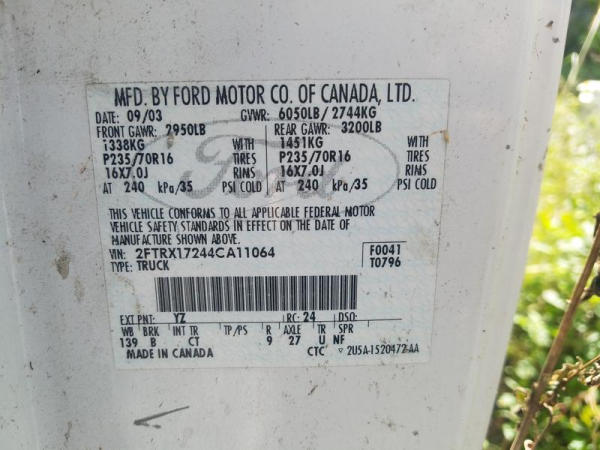 MFD. BY FORD MOTOR CO. OF CANADA, LTD.
DATE: 09/03 GVWR: 6050LB/ 2744KG
FRONT GAWR: 2950LB REAR GAWR: 3200LB
1338KG WITH 1451KG WITH
P235/70R16 TIRES P235/70R16 TIRES
16X7.0J RIMS 16X7.0J RIMS
AT 240 kPa/35 PSI COLD AT 240 kPa/35 PSI COLD
Ford
THIS VEHICLE CONFORMS TO ALL APPLICABLE FEDERAL MOTOR
VEHICLE SAFETY STANDARDS IN EFFECT ON THE DATE OF
MANUFACTURE SHOWN ABOVE.
VIN: 2FTRX17244CA11064 F0041
TYPE: TRUCK T0796
EXT PNT: YZ RC: 24 DSO:
WB BRK INT TR TP/PS R AXLE TR SPR
139 B CT 9 27 U NF
MADE IN CANADA CTC ▽ 2U5A-1520472-AA